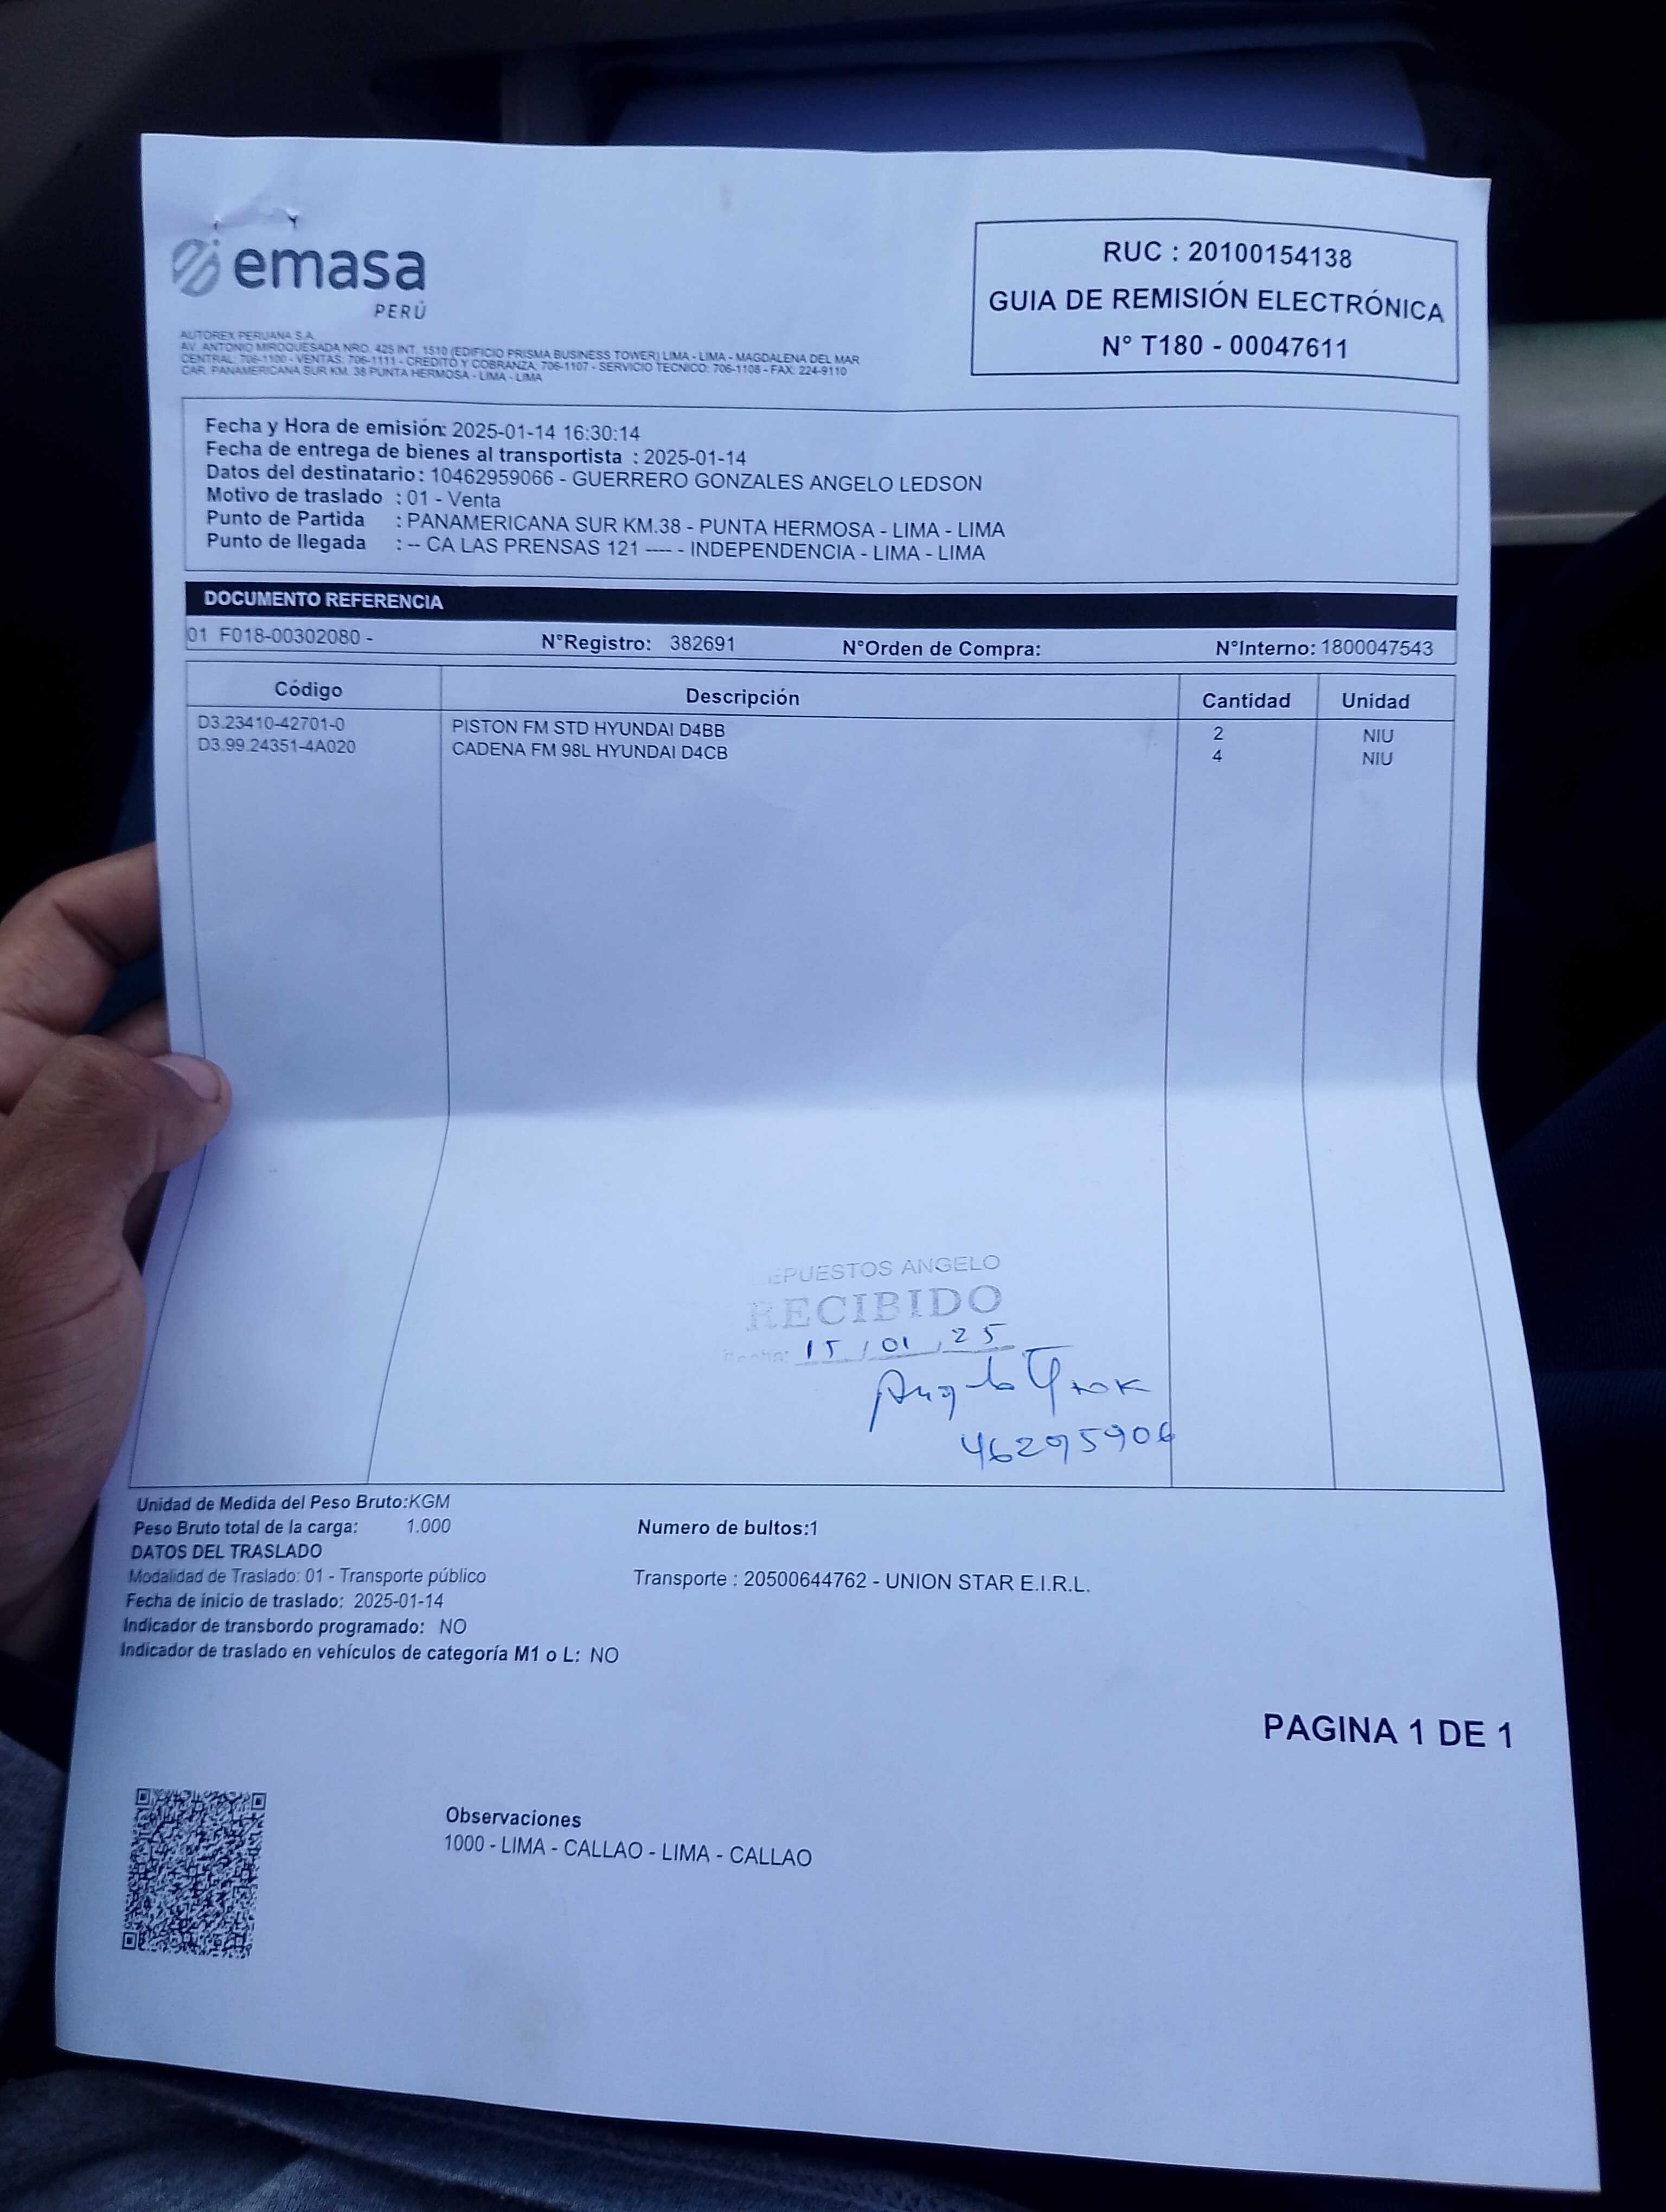 emasa
PERÚ
RUC : 20100154138
GUIA DE REMISIÓN ELECTRÓNICA
N° T180 - 00047611
AUTOREX PERUANA S.A.
AV. ANTONIO MIROQUESADA NRO. 425 INT. 1510 (EDIFICIO PRISMA BUSINESS TOWER) LIMA - LIMA - MAGDALENA DEL MAR
CENTRAL: 706-1100 - VENTAS: 706-1111 - CREDITO Y COBRANZA: 706-1107 - SERVICIO TECNICO: 706-1108 - FAX: 224-9110
CAR. PANAMERICANA SUR KM. 38 PUNTA HERMOSA - LIMA - LIMA
Fecha y Hora de emisión: 2025-01-14 16:30:14
Fecha de entrega de bienes al transportista : 2025-01-14
Datos del destinatario : 10462959066 - GUERRERO GONZALES ANGELO LEDSON
Motivo de traslado : 01 - Venta
Punto de Partida : PANAMERICANA SUR KM.38 - PUNTA HERMOSA - LIMA - LIMA
Punto de llegada : -- CA LAS PRENSAS 121 ---- - INDEPENDENCIA - LIMA - LIMA
DOCUMENTO REFERENCIA
01 F018-00302080 - N°Registro: 382691 N°Orden de Compra: N°Interno: 1800047543
Código Descripción Cantidad Unidad
D3.23410-42701-0 PISTON FM STD HYUNDAI D4BB 2 NIU
D3.99.24351-4A020 CADENA FM 98L HYUNDAI D4CB 4 NIU
EPUESTOS ANGELO
RECIBIDO
Fecha: 15 / 01 / 25
Angelo
46295906
Unidad de Medida del Peso Bruto:KGM
Peso Bruto total de la carga: 1.000 Numero de bultos:1
DATOS DEL TRASLADO
Modalidad de Traslado: 01 - Transporte público Transporte : 20500644762 - UNION STAR E.I.R.L.
Fecha de inicio de traslado: 2025-01-14
Indicador de transbordo programado: NO
Indicador de traslado en vehículos de categoría M1 o L: NO
PAGINA 1 DE 1
Observaciones
1000 - LIMA - CALLAO - LIMA - CALLAO